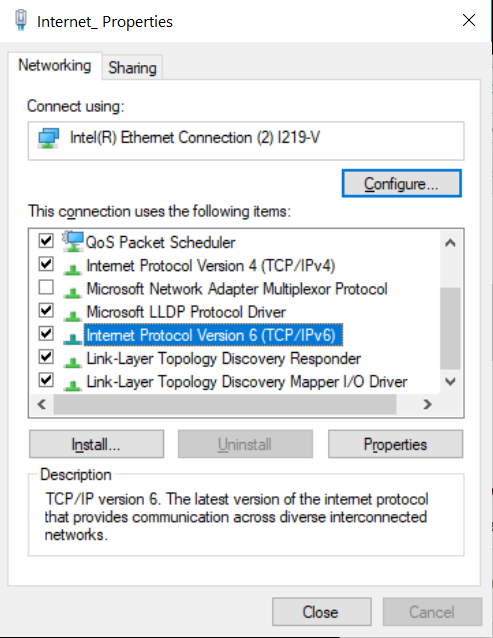 Internet_ Properties
Networking
Sharing
Connect using:
Intel(R) Ethernet Connection (2) I219-V
Configure...
This connection uses the following items:
QoS Packet Scheduler
Internet Protocol Version 4 (TCP/IPv4)
Microsoft Network Adapter Multiplexor Protocol
Microsoft LLDP Protocol Driver
Internet Protocol Version 6 (TCP/IPv6)
Link-Layer Topology Discovery Responder
Link-Layer Topology Discovery Mapper I/O Driver
Install...
Uninstall
Properties
Description
TCP/IP version 6. The latest version of the internet protocol
that provides communication across diverse interconnected
networks.
Close
Cancel